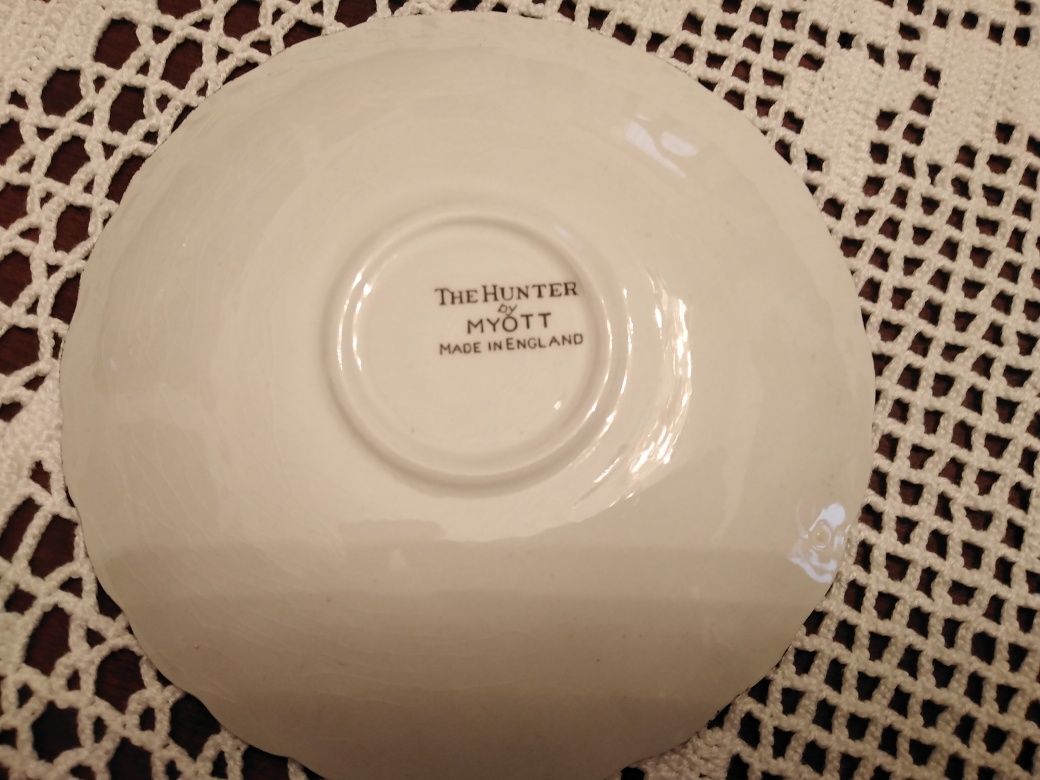 THE HUNTER
by
MYOTT
MADE IN ENGLAND